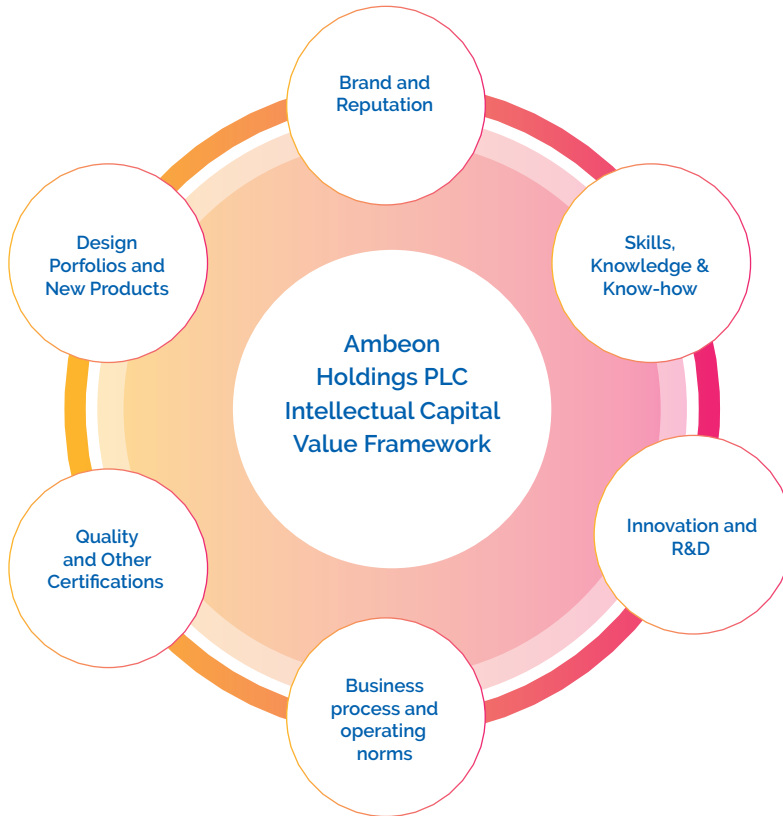 Brand and
Reputation
Design
Porfolios and
New Products
Skills,
Knowledge &
Know-how
Ambeon
Holdings PLC
Intellectual Capital
Value Framework
Quality
and Other
Certifications
Innovation and
R&D
Business
process and
operating
norms